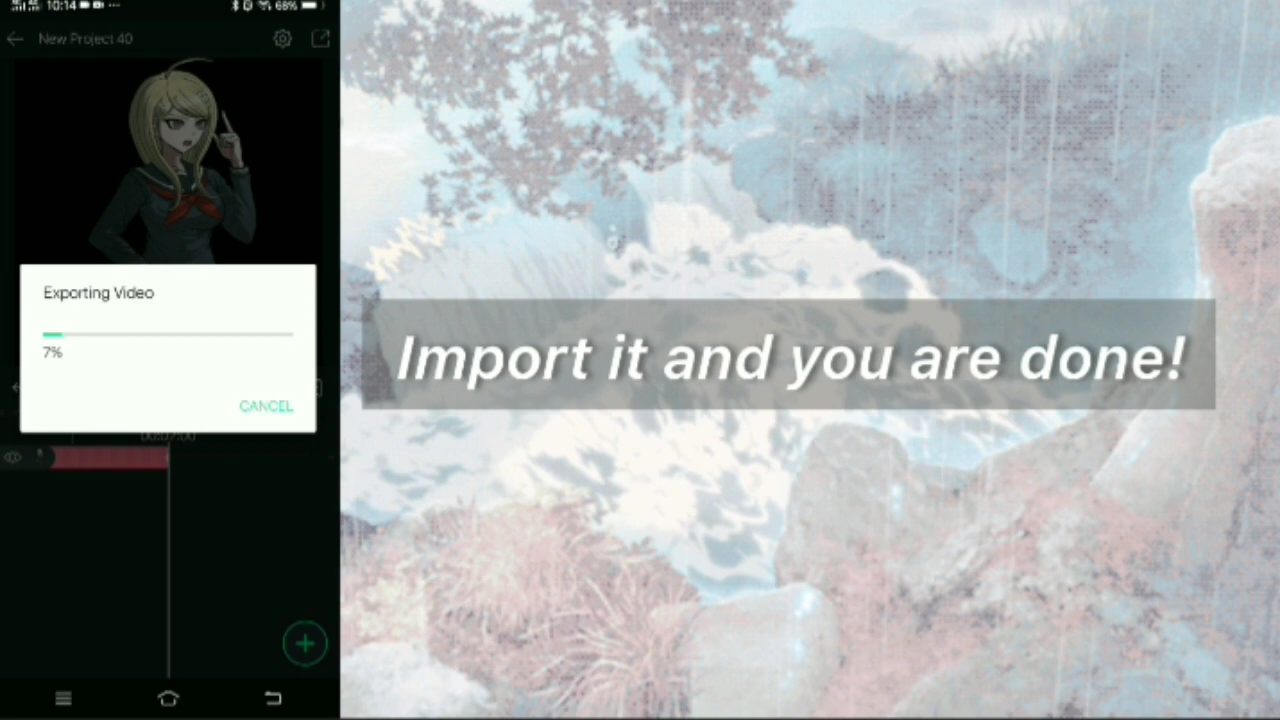 10:14 68%
New Project 40
Exporting Video
7%
CANCEL
Import it and you are done!